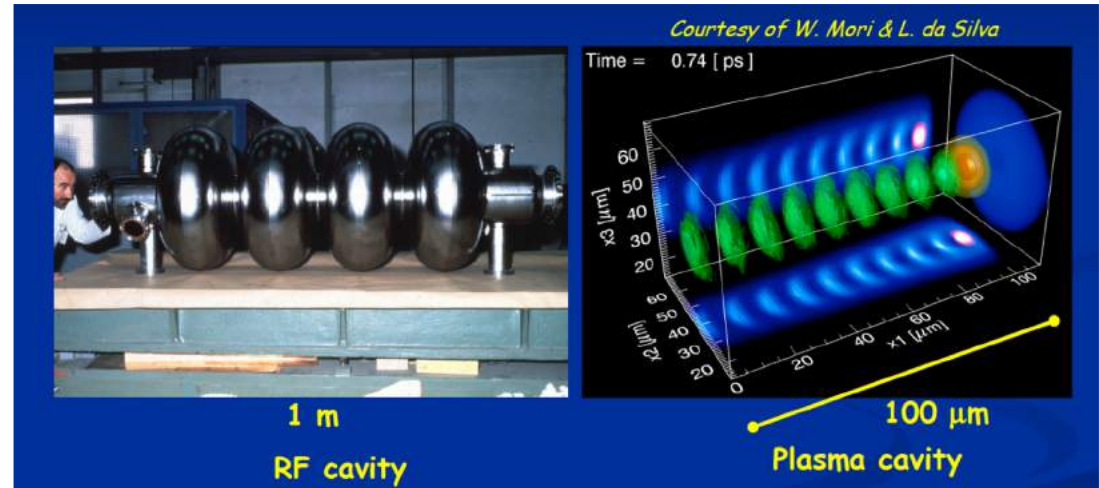 Courtesy of W. Mori & L. da Silva
Time = 0.74 [ ps ]
60
50
40
30
20
x3 [µm]
60
50
40
30
20
x2 [µm]
0
20
40
60
80
100
x1 [µm]
1 m
100 µm
RF cavity
Plasma cavity